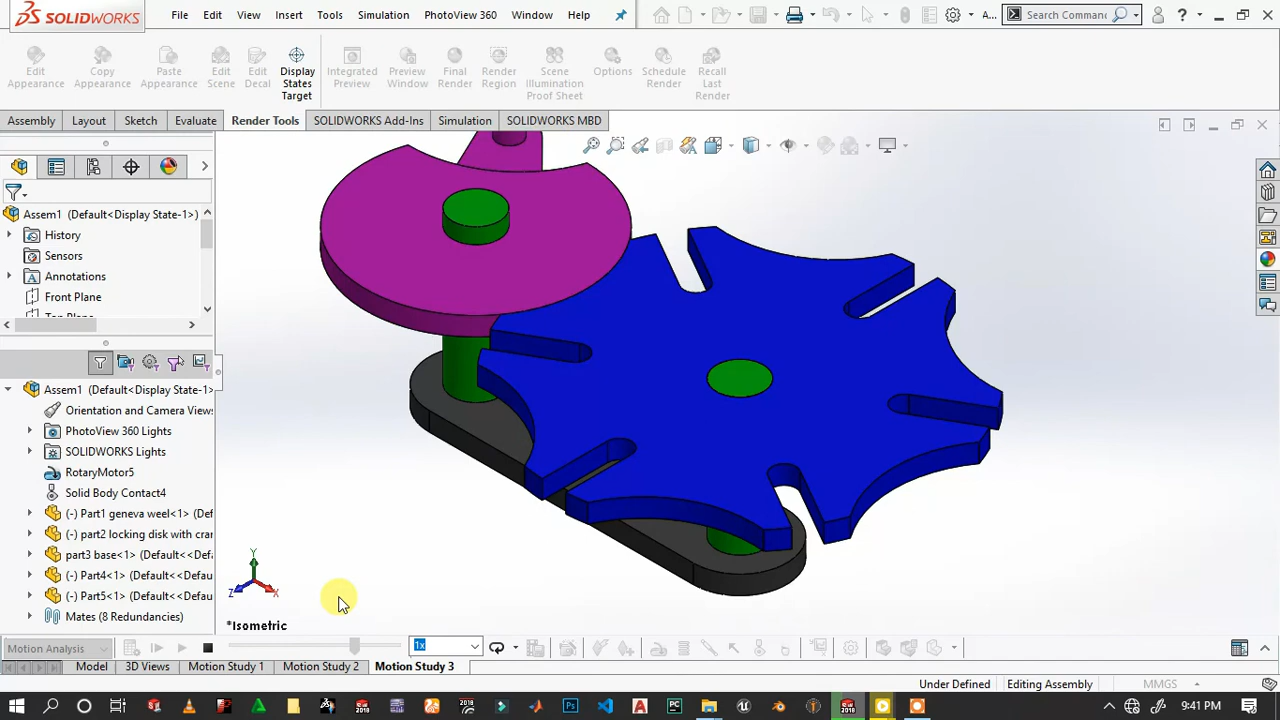 SOLIDWORKS File Edit View Insert Tools Simulation PhotoView 360 Window Help A... Search Command ?
Edit Appearance
Copy Appearance
Paste Appearance
Edit Scene
Edit Decal
Display States Target
Integrated Preview
Preview Window
Final Render
Render Region
Scene Illumination Proof Sheet
Options
Schedule Render
Recall Last Render
Assembly Layout Sketch Evaluate Render Tools SOLIDWORKS Add-Ins Simulation SOLIDWORKS MBD
Assem1 (Default<Display State-1>)
History
Sensors
Annotations
Front Plane
Assem1 (Default<Display State-1>
Orientation and Camera Views
PhotoView 360 Lights
SOLIDWORKS Lights
RotaryMotor5
Solid Body Contact4
(-) Part1 geneva weel<1> (Def
(-) part2 locking disk with cran
part3 base<1> (Default<<Defa
(-) Part4<1> (Default<<Defau
(-) Part5<1> (Default<<Defau
Mates (8 Redundancies)
Y
Z X
*Isometric
Motion Analysis 1x
Model 3D Views Motion Study 1 Motion Study 2 Motion Study 3
Under Defined Editing Assembly MMGS
9:41 PM